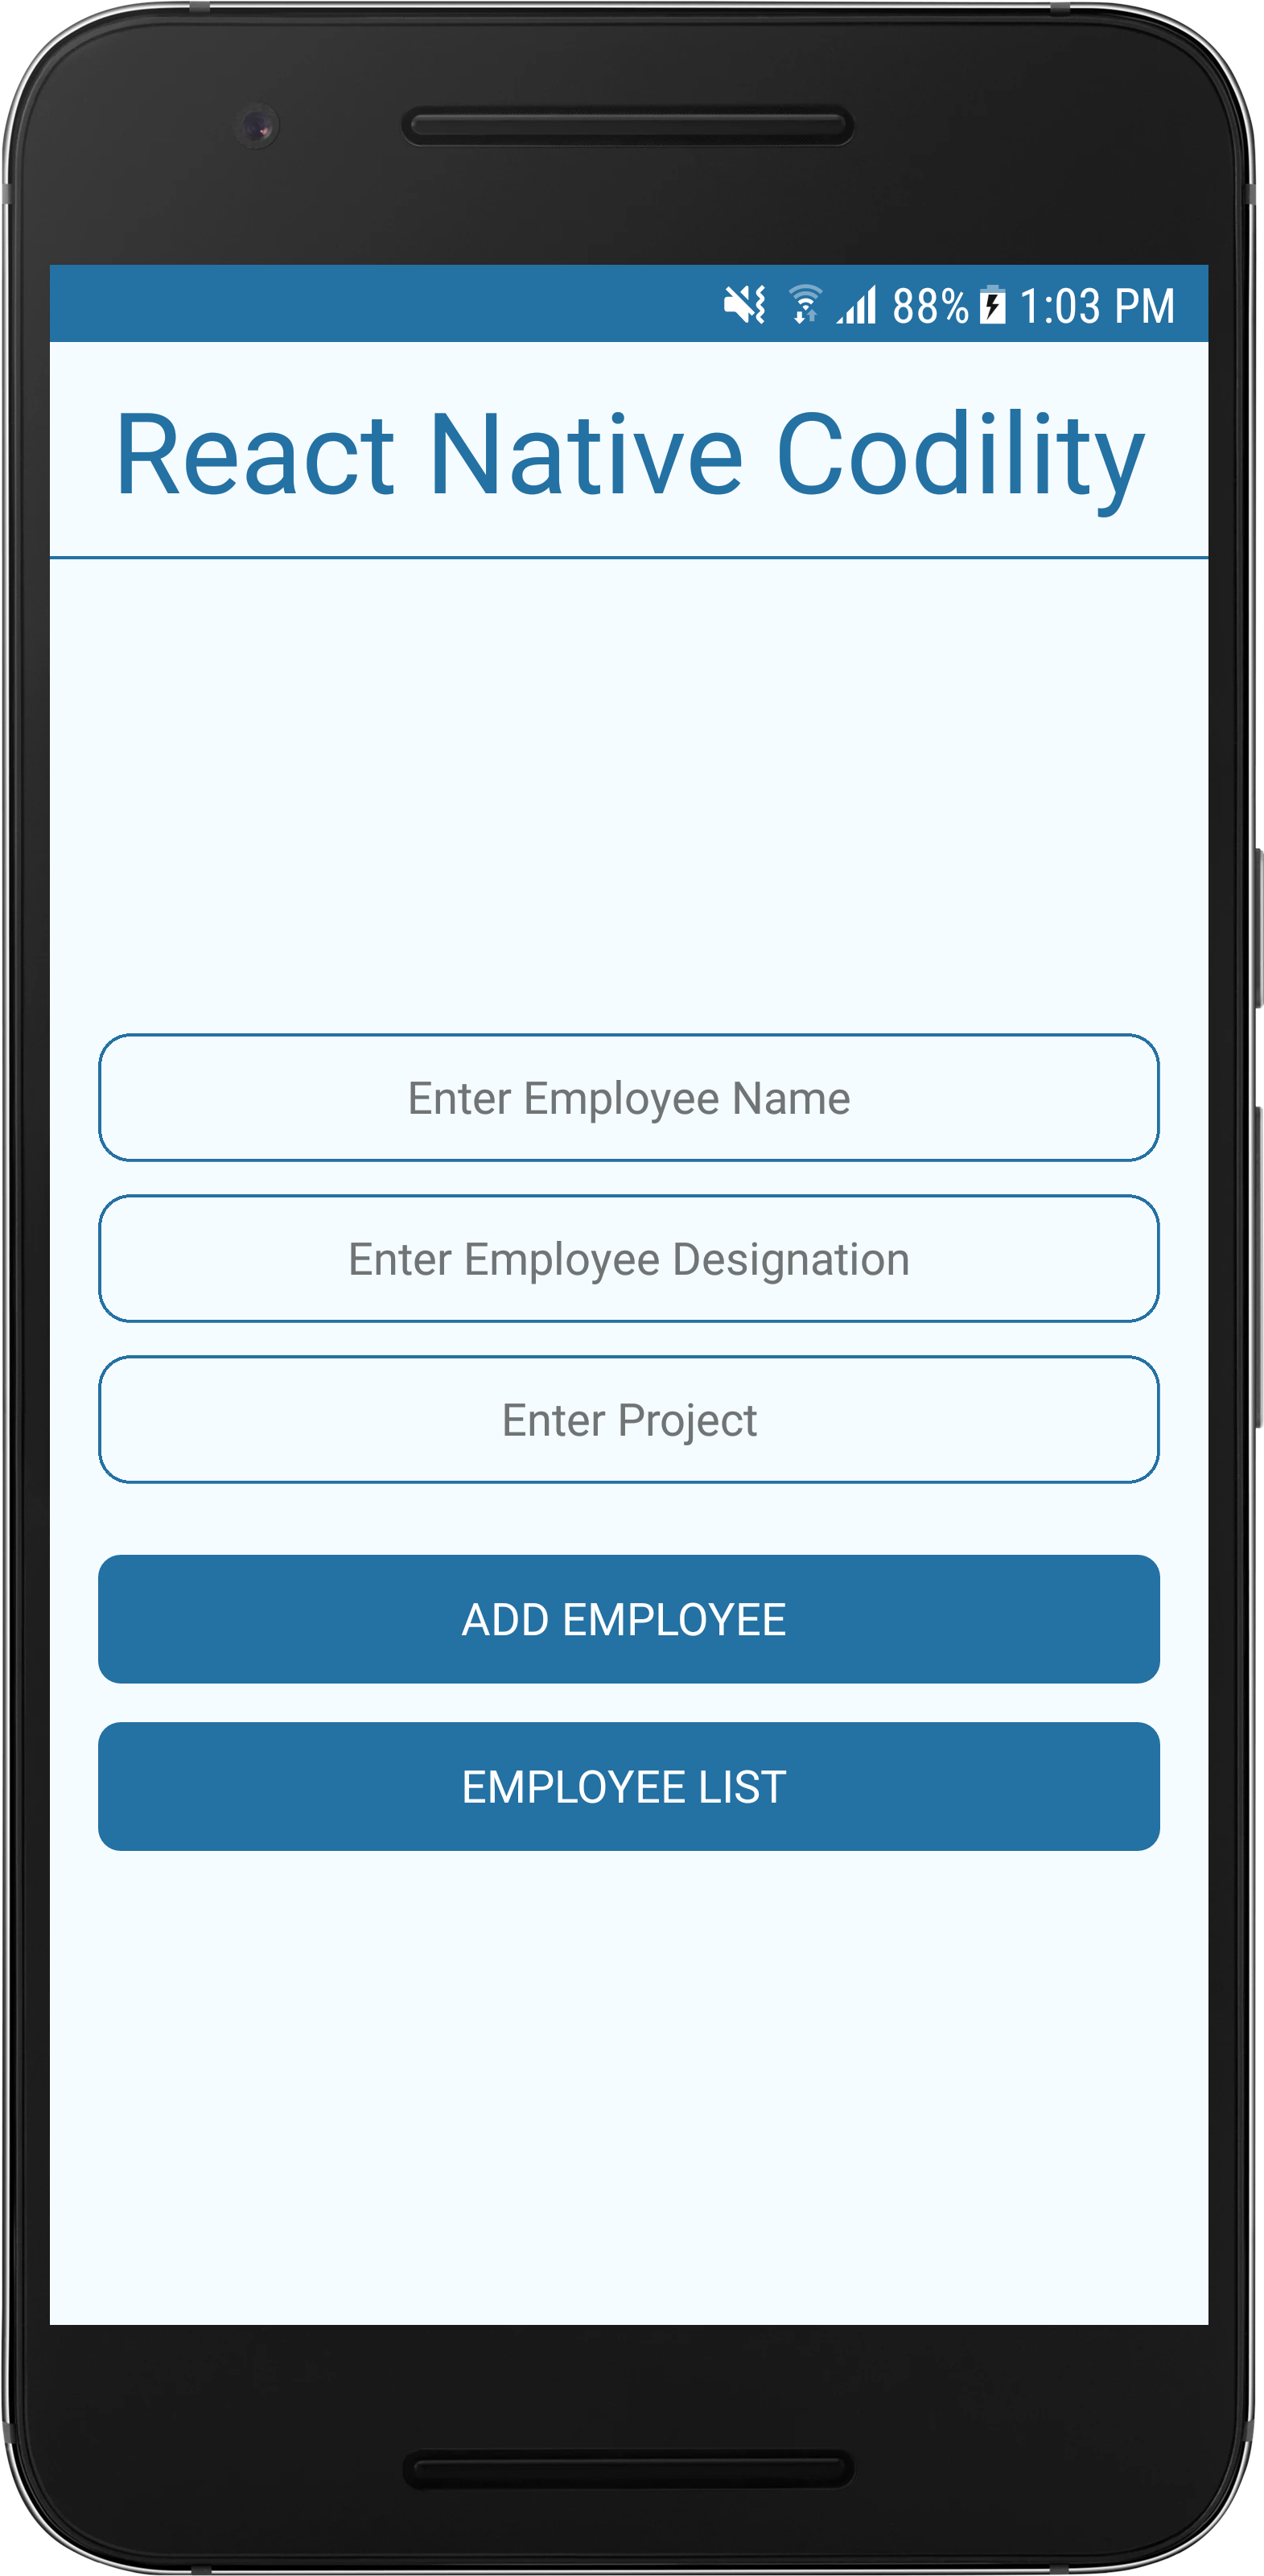 88% 1:03 PM
React Native Codility
Enter Employee Name
Enter Employee Designation
Enter Project
ADD EMPLOYEE
EMPLOYEE LIST